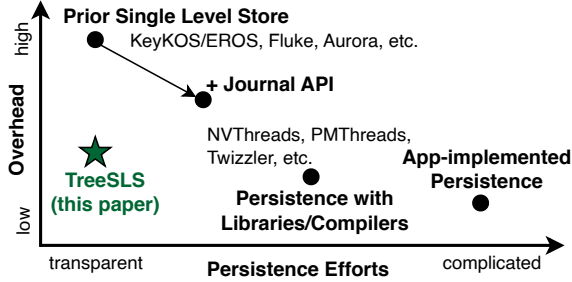 Prior Single Level Store
KeyKOS/EROS, Fluke, Aurora, etc.
+ Journal API
NVThreads, PMThreads,
Twizzler, etc.
App-implemented
Persistence
TreeSLS
(this paper)
Persistence with
Libraries/Compilers
high
Overhead
low
transparent
Persistence Efforts
complicated